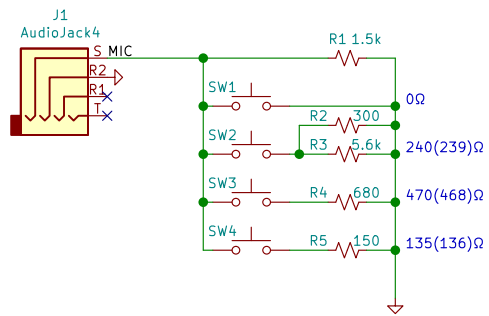 J1
AudioJack4
S MIC
R2
R1
T
R1 1.5k
SW1
0Ω
R2 300
SW2
R3 5.6k
240(239)Ω
SW3
R4 680
470(468)Ω
SW4
R5 150
135(136)Ω